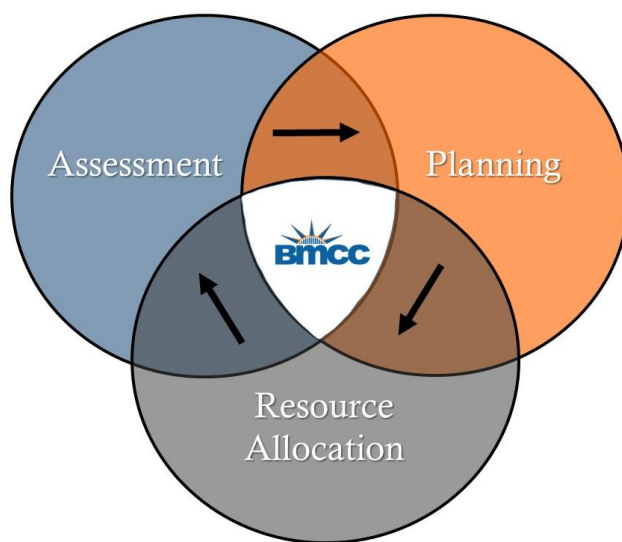 Assessment
Planning
BMCC
Resource
Allocation